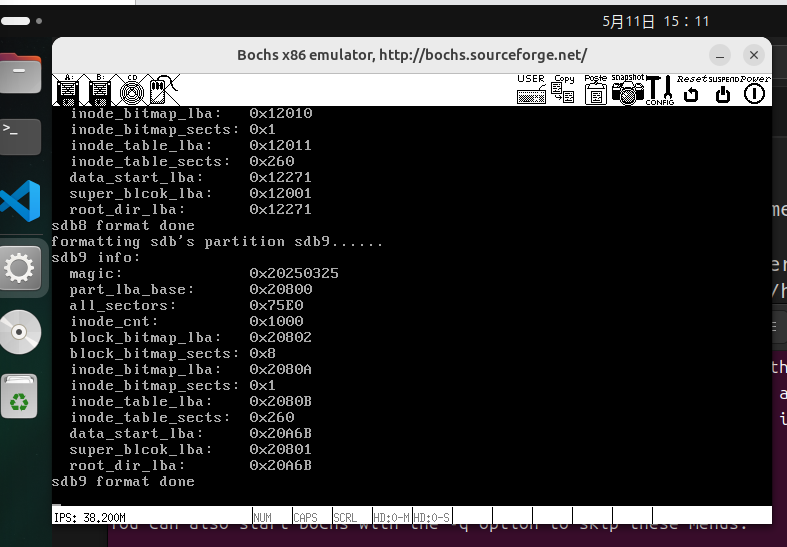 5月11日 15：11
Bochs x86 emulator, http://bochs.sourceforge.net/
A: B: CD USER Copy Paste snapshot CONFIG Reset SUSPEND Power
inode_bitmap_lba: 0x12010
inode_bitmap_sects: 0x1
inode_table_lba: 0x12011
inode_table_sects: 0x260
data_start_lba: 0x12271
super_blcok_lba: 0x12001
root_dir_lba: 0x12271
sdb8 format done
formatting sdb's partition sdb9......
sdb9 info:
magic: 0x20250325
part_lba_base: 0x20800
all_sectors: 0x75E0
inode_cnt: 0x1000
block_bitmap_lba: 0x20802
block_bitmap_sects: 0x8
inode_bitmap_lba: 0x2080A
inode_bitmap_sects: 0x1
inode_table_lba: 0x2080B
inode_table_sects: 0x260
data_start_lba: 0x20A6B
super_blcok_lba: 0x20801
root_dir_lba: 0x20A6B
sdb9 format done
IPS: 38.200M NUM CAPS SCRL HD:0-M HD:0-S
You can also start Bochs with the -q option to skip these menus.